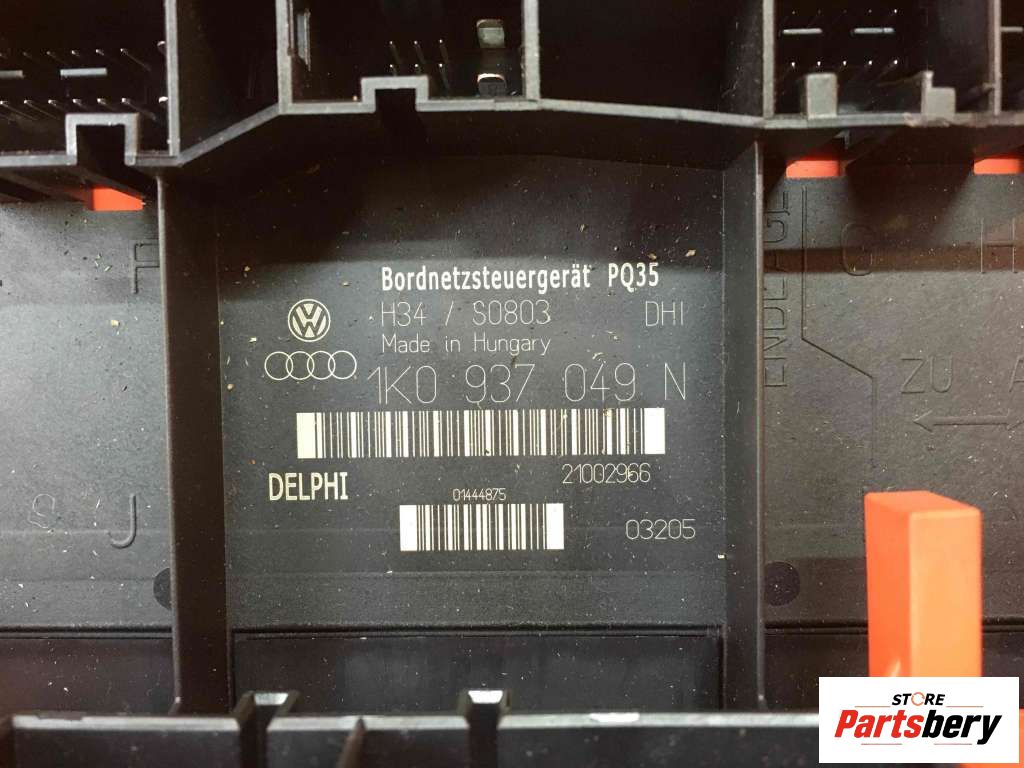 Bordnetzsteuergerät PQ35
H34 / S0803 DHI
Made in Hungary
1K0 937 049 N
21002966
DELPHI
01444875
03205
F
S J
G H
ZU A
STORE
Partsbery